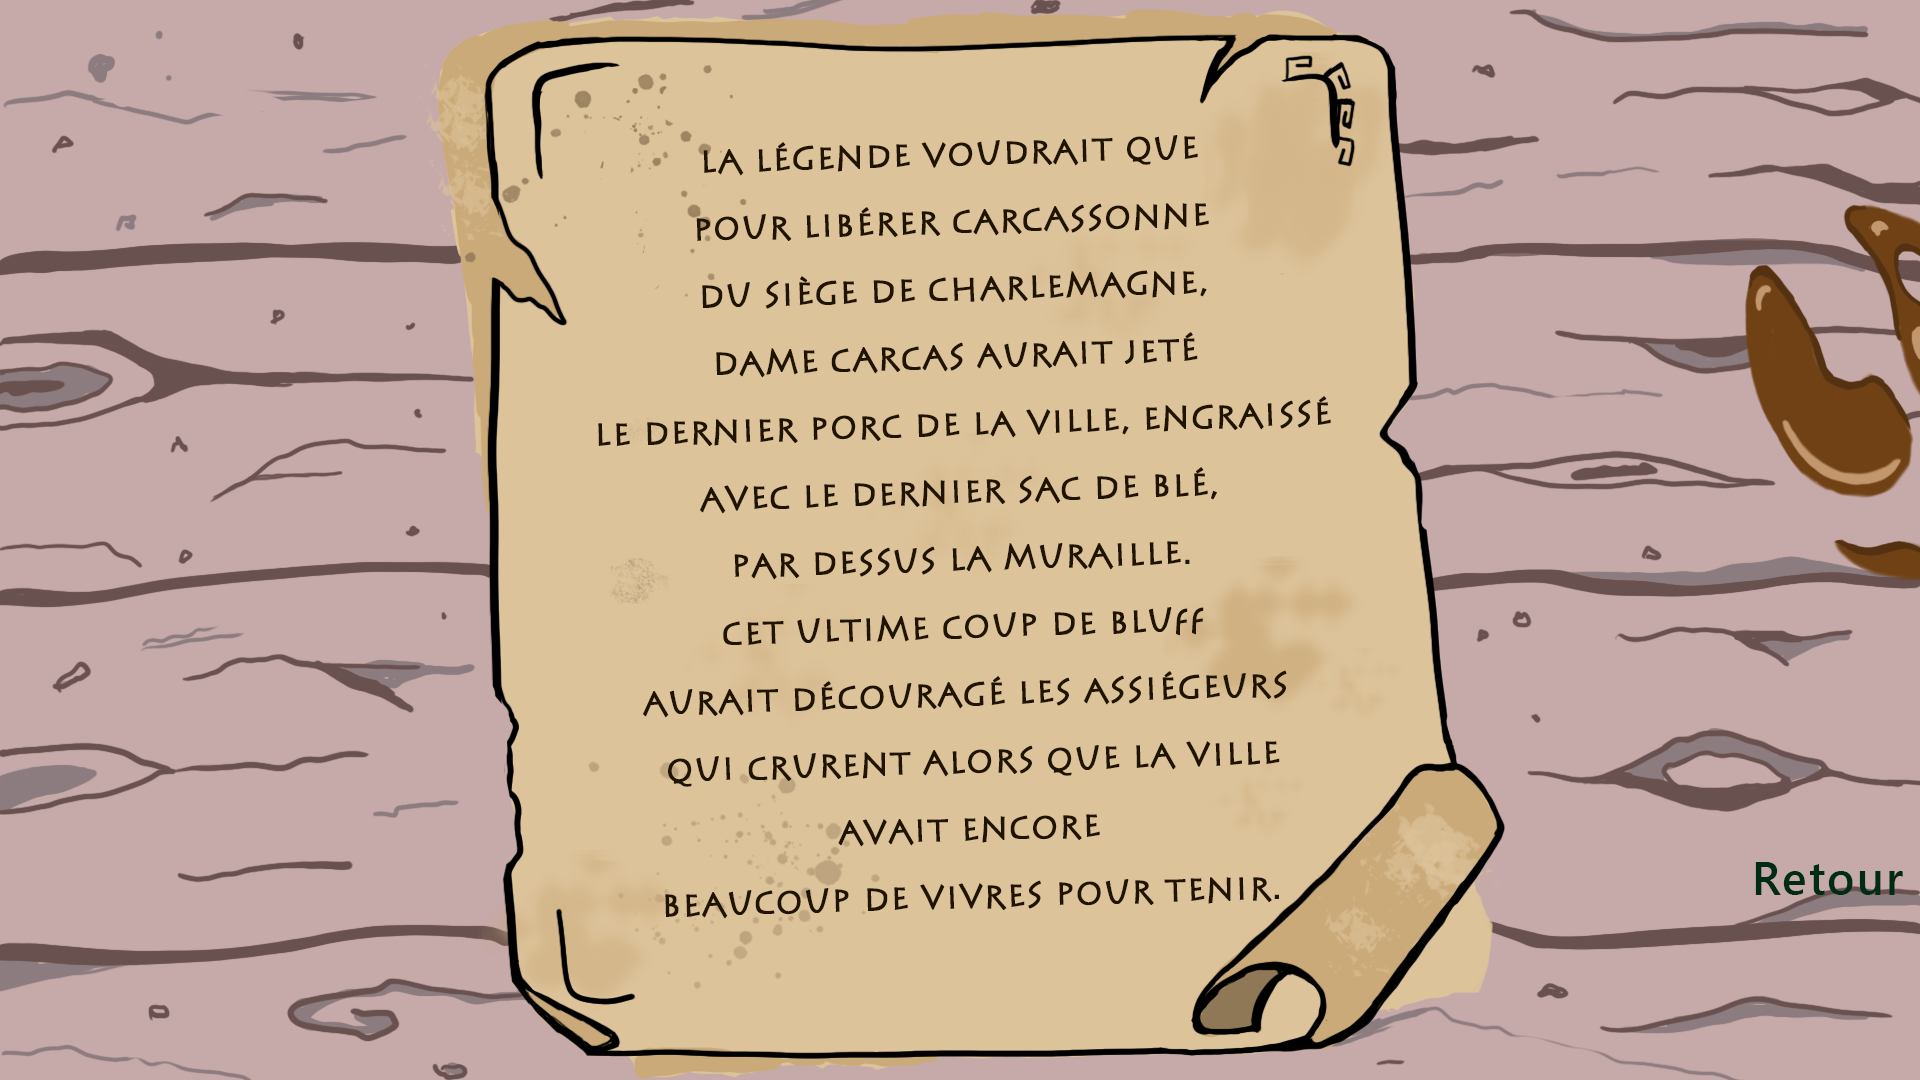 LA LÉGENDE VOUDRAIT QUE
POUR LIBÉRER CARCASSONNE
DU SIÈGE DE CHARLEMAGNE,
DAME CARCAS AURAIT JETÉ
LE DERNIER PORC DE LA VILLE, ENGRAISSÉ
AVEC LE DERNIER SAC DE BLÉ,
PAR DESSUS LA MURAILLE.
CET ULTIME COUP DE BLUFF
AURAIT DÉCOURAGÉ LES ASSIÉGEURS
QUI CRURENT ALORS QUE LA VILLE
AVAIT ENCORE
BEAUCOUP DE VIVRES POUR TENIR.
Retour